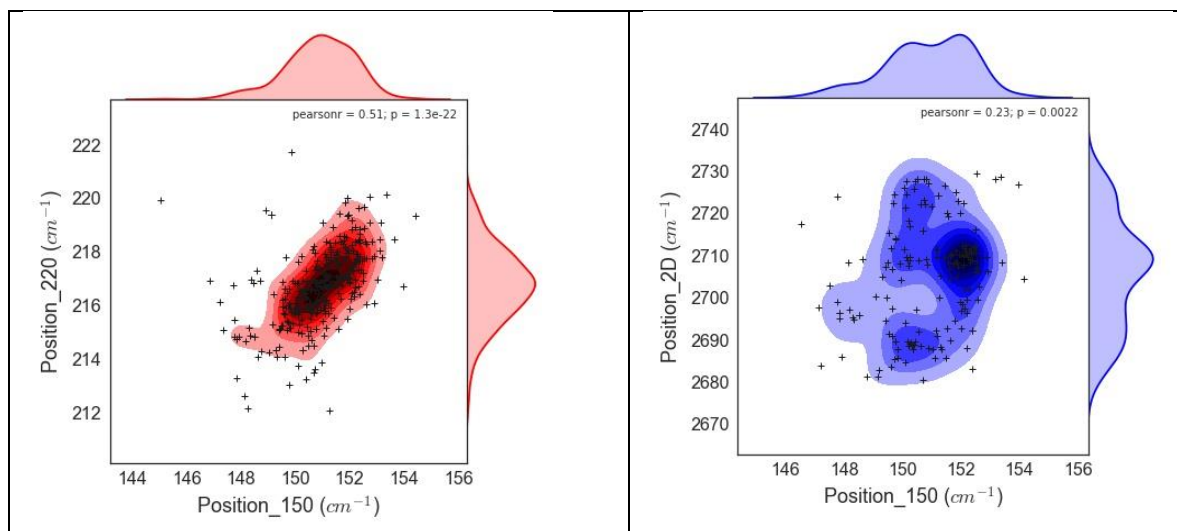 pearsonr = 0.51; p = 1.3e-22
222
220
218
216
214
212
Position_220 (cm⁻¹)
144 146 148 150 152 154 156
Position_150 (cm⁻¹)
pearsonr = 0.23; p = 0.0022
2740
2730
2720
2710
2700
2690
2680
2670
Position_2D (cm⁻¹)
146 148 150 152 154 156
Position_150 (cm⁻¹)